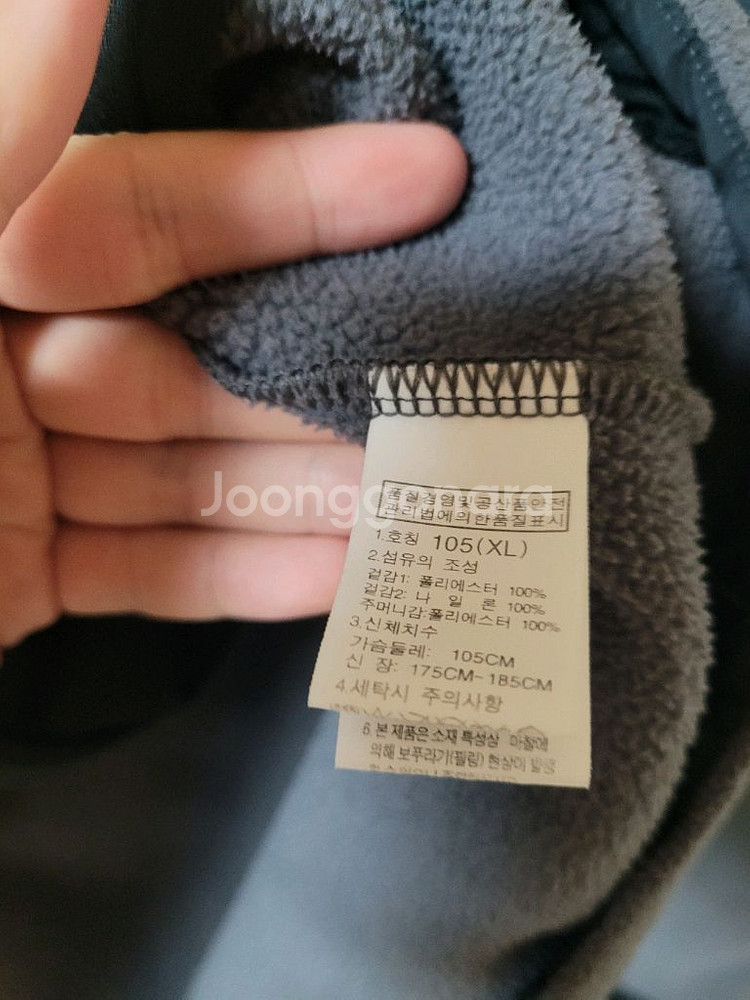 Joonggonara
품질경영및공산품안전
관리법에의한품질표시
1.호칭 105(XL)
2.섬유의 조성
겉감1: 폴리에스터 100%
겉감2: 나 일 론 100%
주머니감:폴리에스터 100%
3.신체치수
가슴둘레: 105CM
신 장: 175CM-185CM
4.세탁시 주의사항
6.본 제품은 소재 특성상 마찰에
의해 보푸라기(필링) 현상이 발생